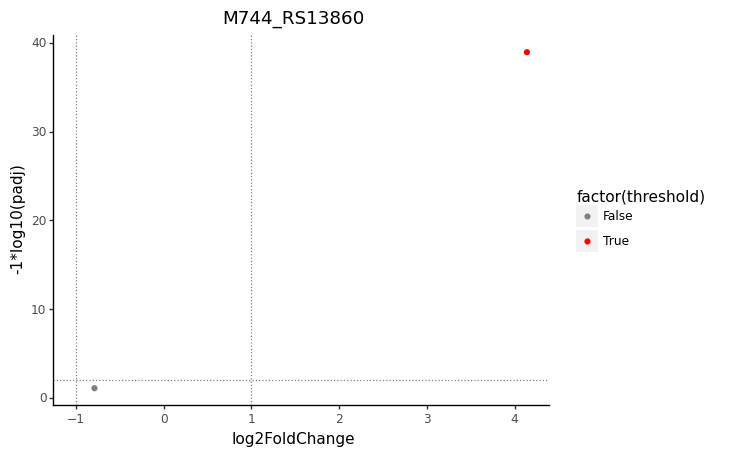 M744_RS13860
40
30
20
10
0
-1*log10(padj)
−1
0
1
2
3
4
log2FoldChange
factor(threshold)
False
True